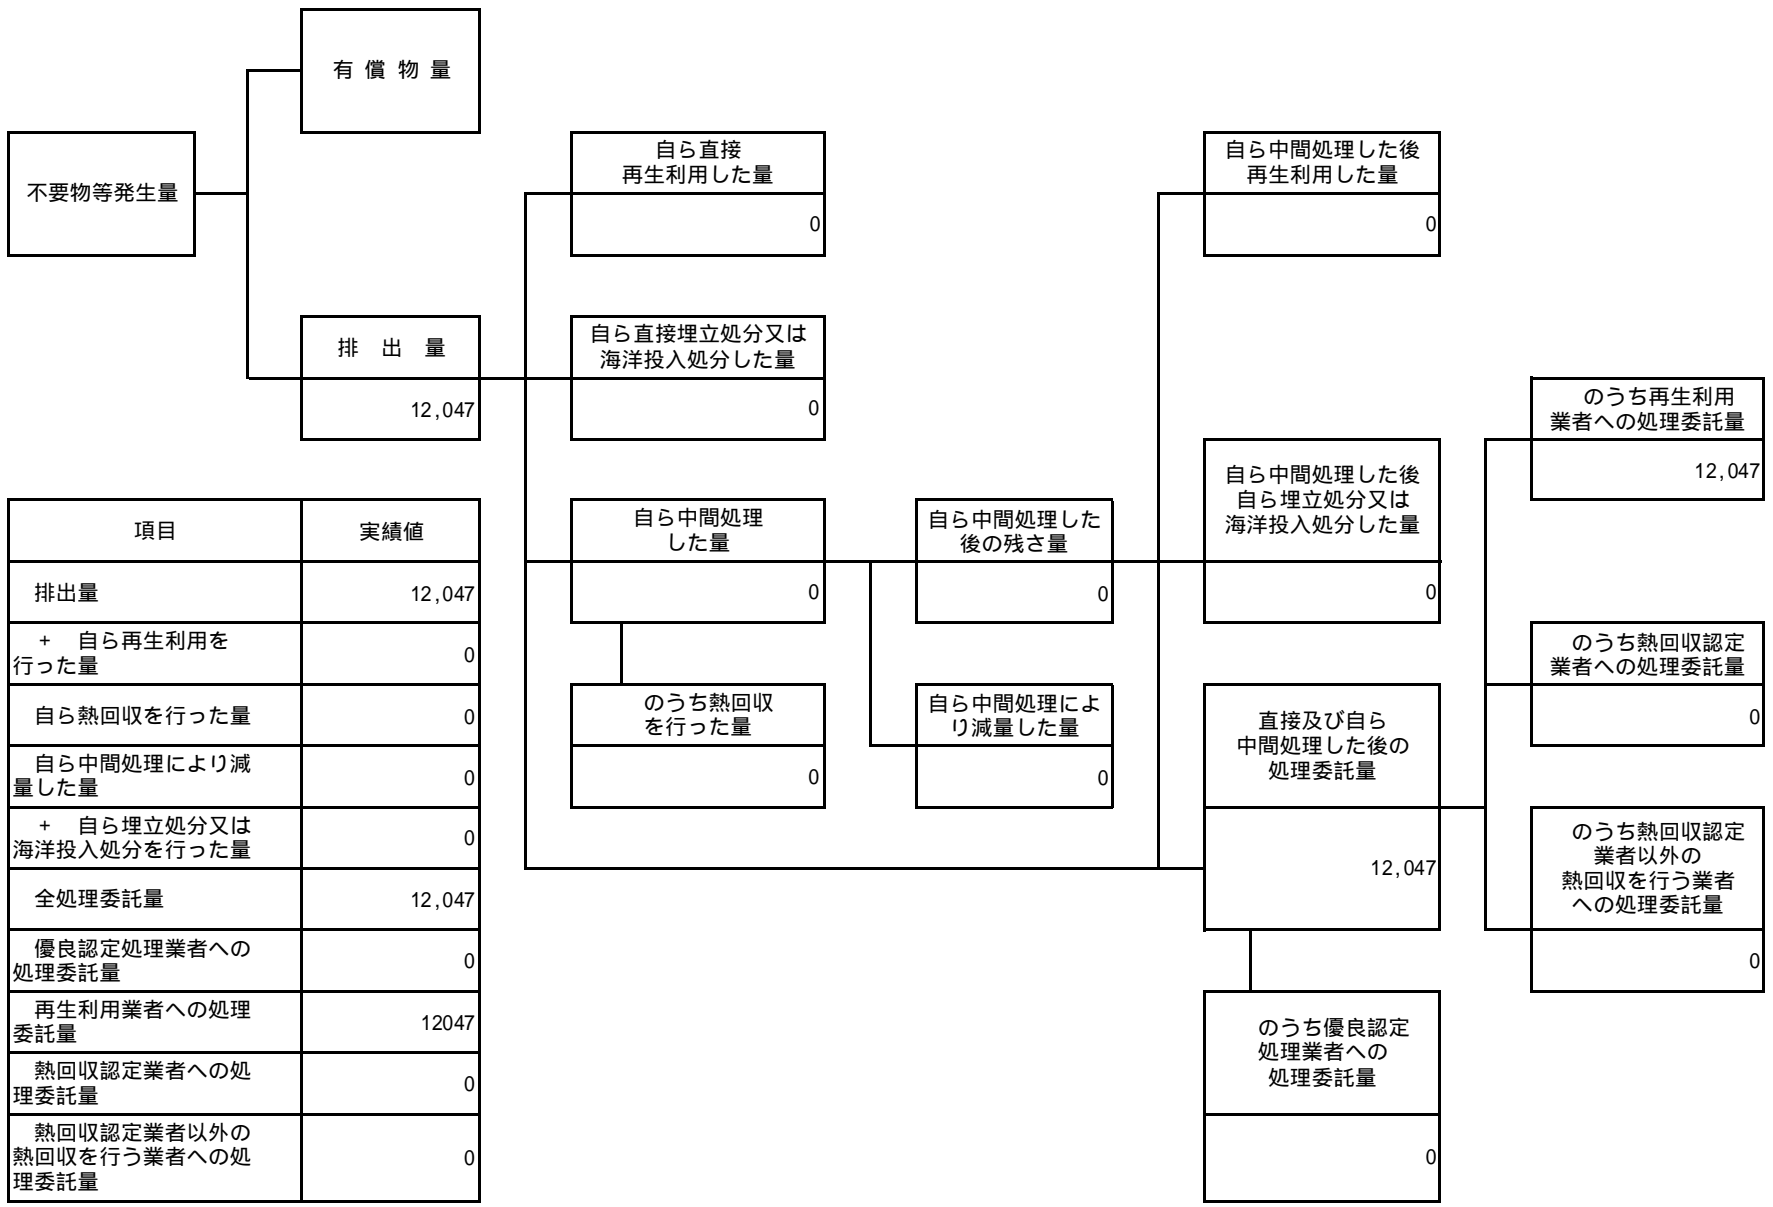 有 償 物 量
不要物等発生量
自ら直接
再生利用した量
0
自ら中間処理した後
再生利用した量
0
排 出 量
12,047
自ら直接埋立処分又は
海洋投入処分した量
0
のうち再生利用
業者への処理委託量
12,047
自ら中間処理
した量
0
自ら中間処理した
後の残さ量
0
自ら中間処理した後
自ら埋立処分又は
海洋投入処分した量
0
のうち熱回収認定
業者への処理委託量
0
のうち熱回収
を行った量
0
自ら中間処理によ
り減量した量
0
直接及び自ら
中間処理した後の
処理委託量
12,047
のうち熱回収認定
業者以外の
熱回収を行う業者
への処理委託量
0
のうち優良認定
処理業者への
処理委託量
0
項目 実績値
排出量 12,047
+ 自ら再生利用を
行った量 0
自ら熱回収を行った量 0
自ら中間処理により減
量した量 0
+ 自ら埋立処分又は
海洋投入処分を行った量 0
全処理委託量 12,047
優良認定処理業者への
処理委託量 0
再生利用業者への処理
委託量 12047
熱回収認定業者への処
理委託量 0
熱回収認定業者以外の
熱回収を行う業者への処
理委託量 0